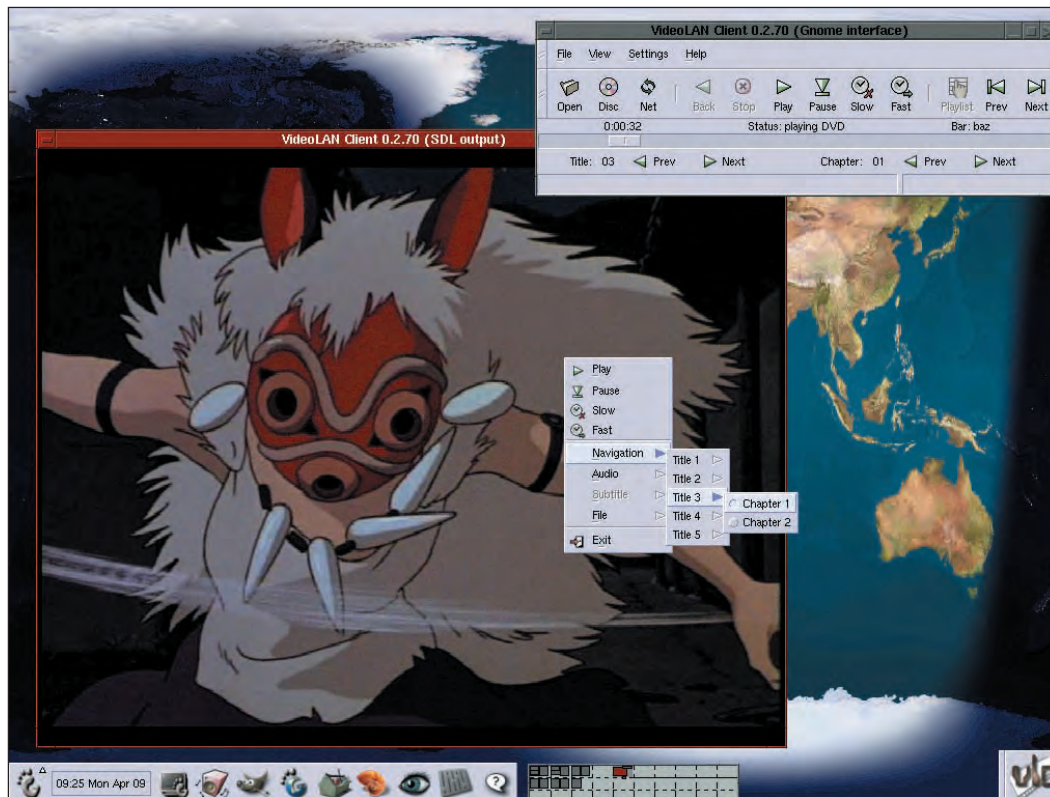 VideoLAN Client 0.2.70 (Gnome interface)
File View Settings Help
Open Disc Net Back Stop Play Pause Slow Fast Playlist Prev Next
0:00:32 Status: playing DVD Bar: baz
Title: 03 Prev Next Chapter: 01 Prev Next
VideoLAN Client 0.2.70 (SDL output)
Play
Pause
Slow
Fast
Navigation
Audio
Subtitle
File
Exit
Title 1
Title 2
Title 3
Title 4
Title 5
Chapter 1
Chapter 2
09:25 Mon Apr 09